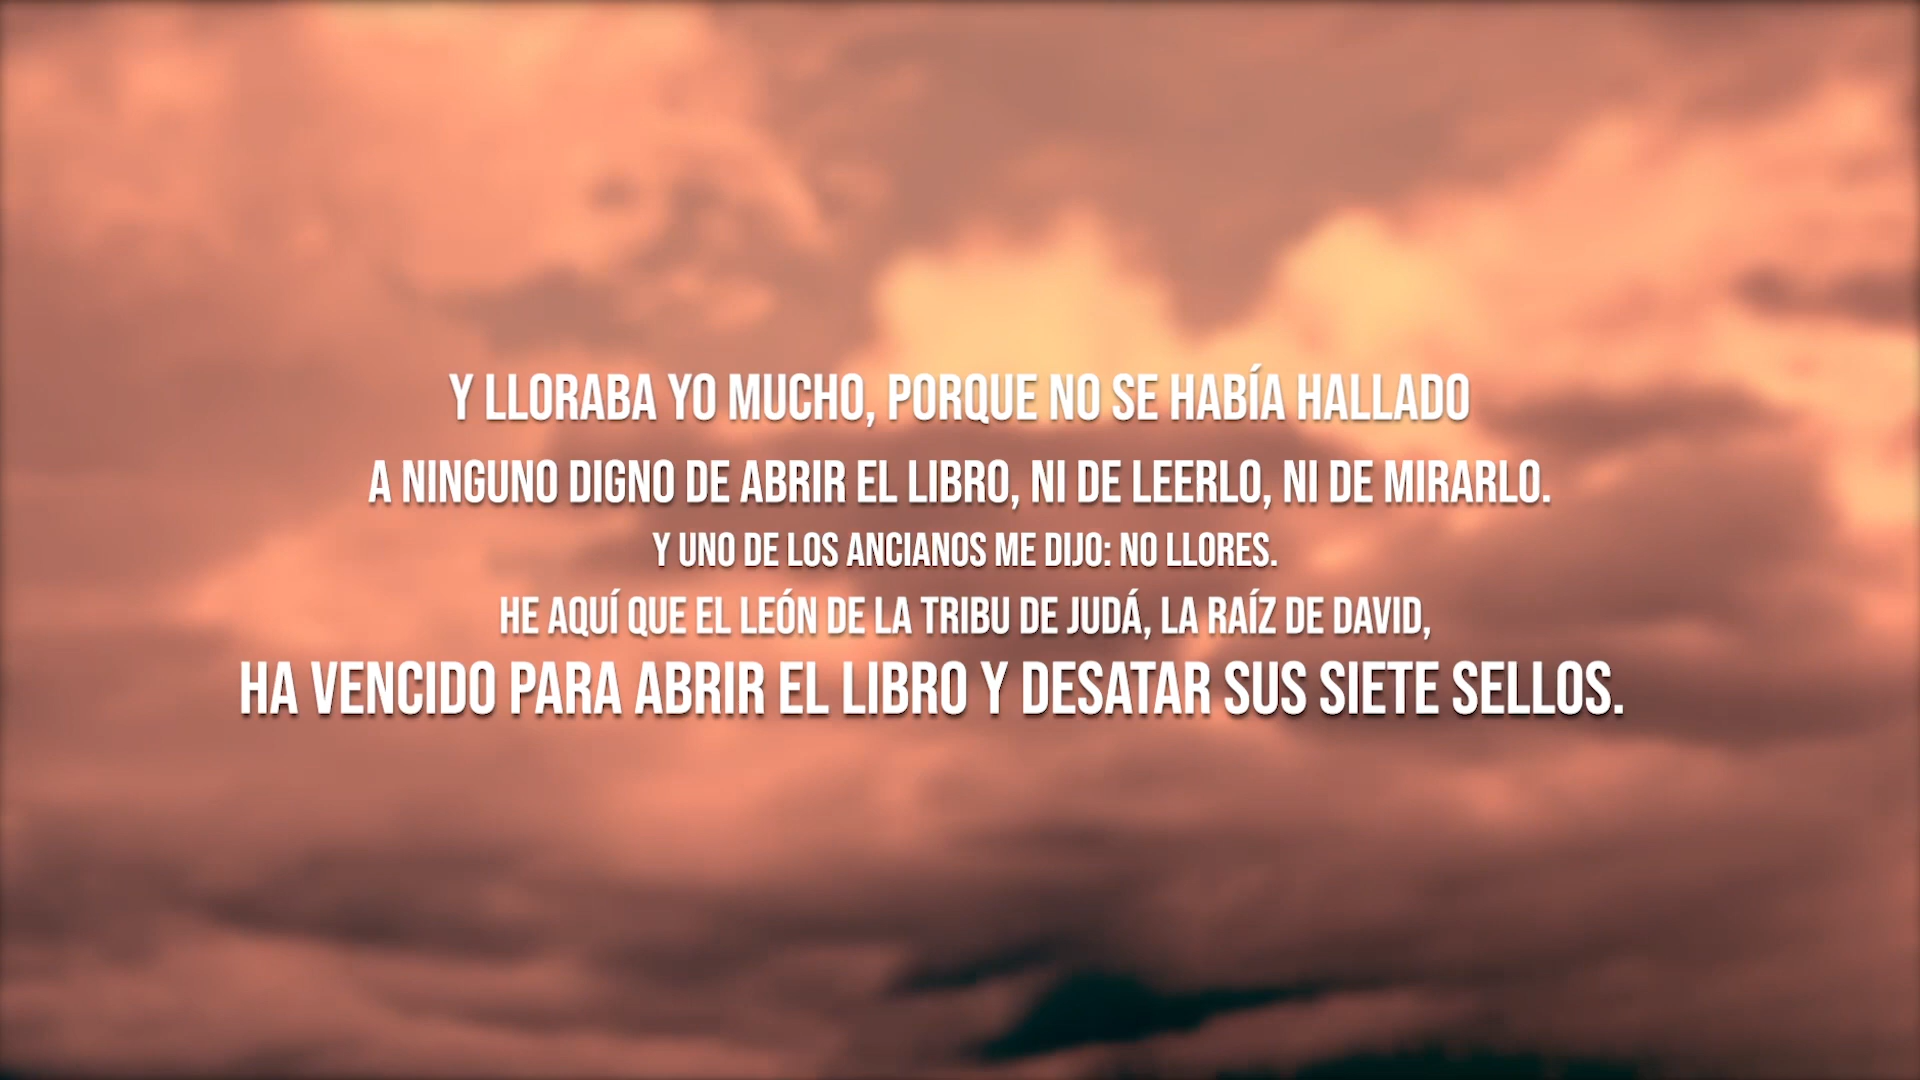 Y LLORABA YO MUCHO, PORQUE NO SE HABÍA HALLADO
A NINGUNO DIGNO DE ABRIR EL LIBRO, NI DE LEERLO, NI DE MIRARLO.
Y UNO DE LOS ANCIANOS ME DIJO: NO LLORES.
HE AQUÍ QUE EL LEÓN DE LA TRIBU DE JUDÁ, LA RAÍZ DE DAVID,
HA VENCIDO PARA ABRIR EL LIBRO Y DESATAR SUS SIETE SELLOS.